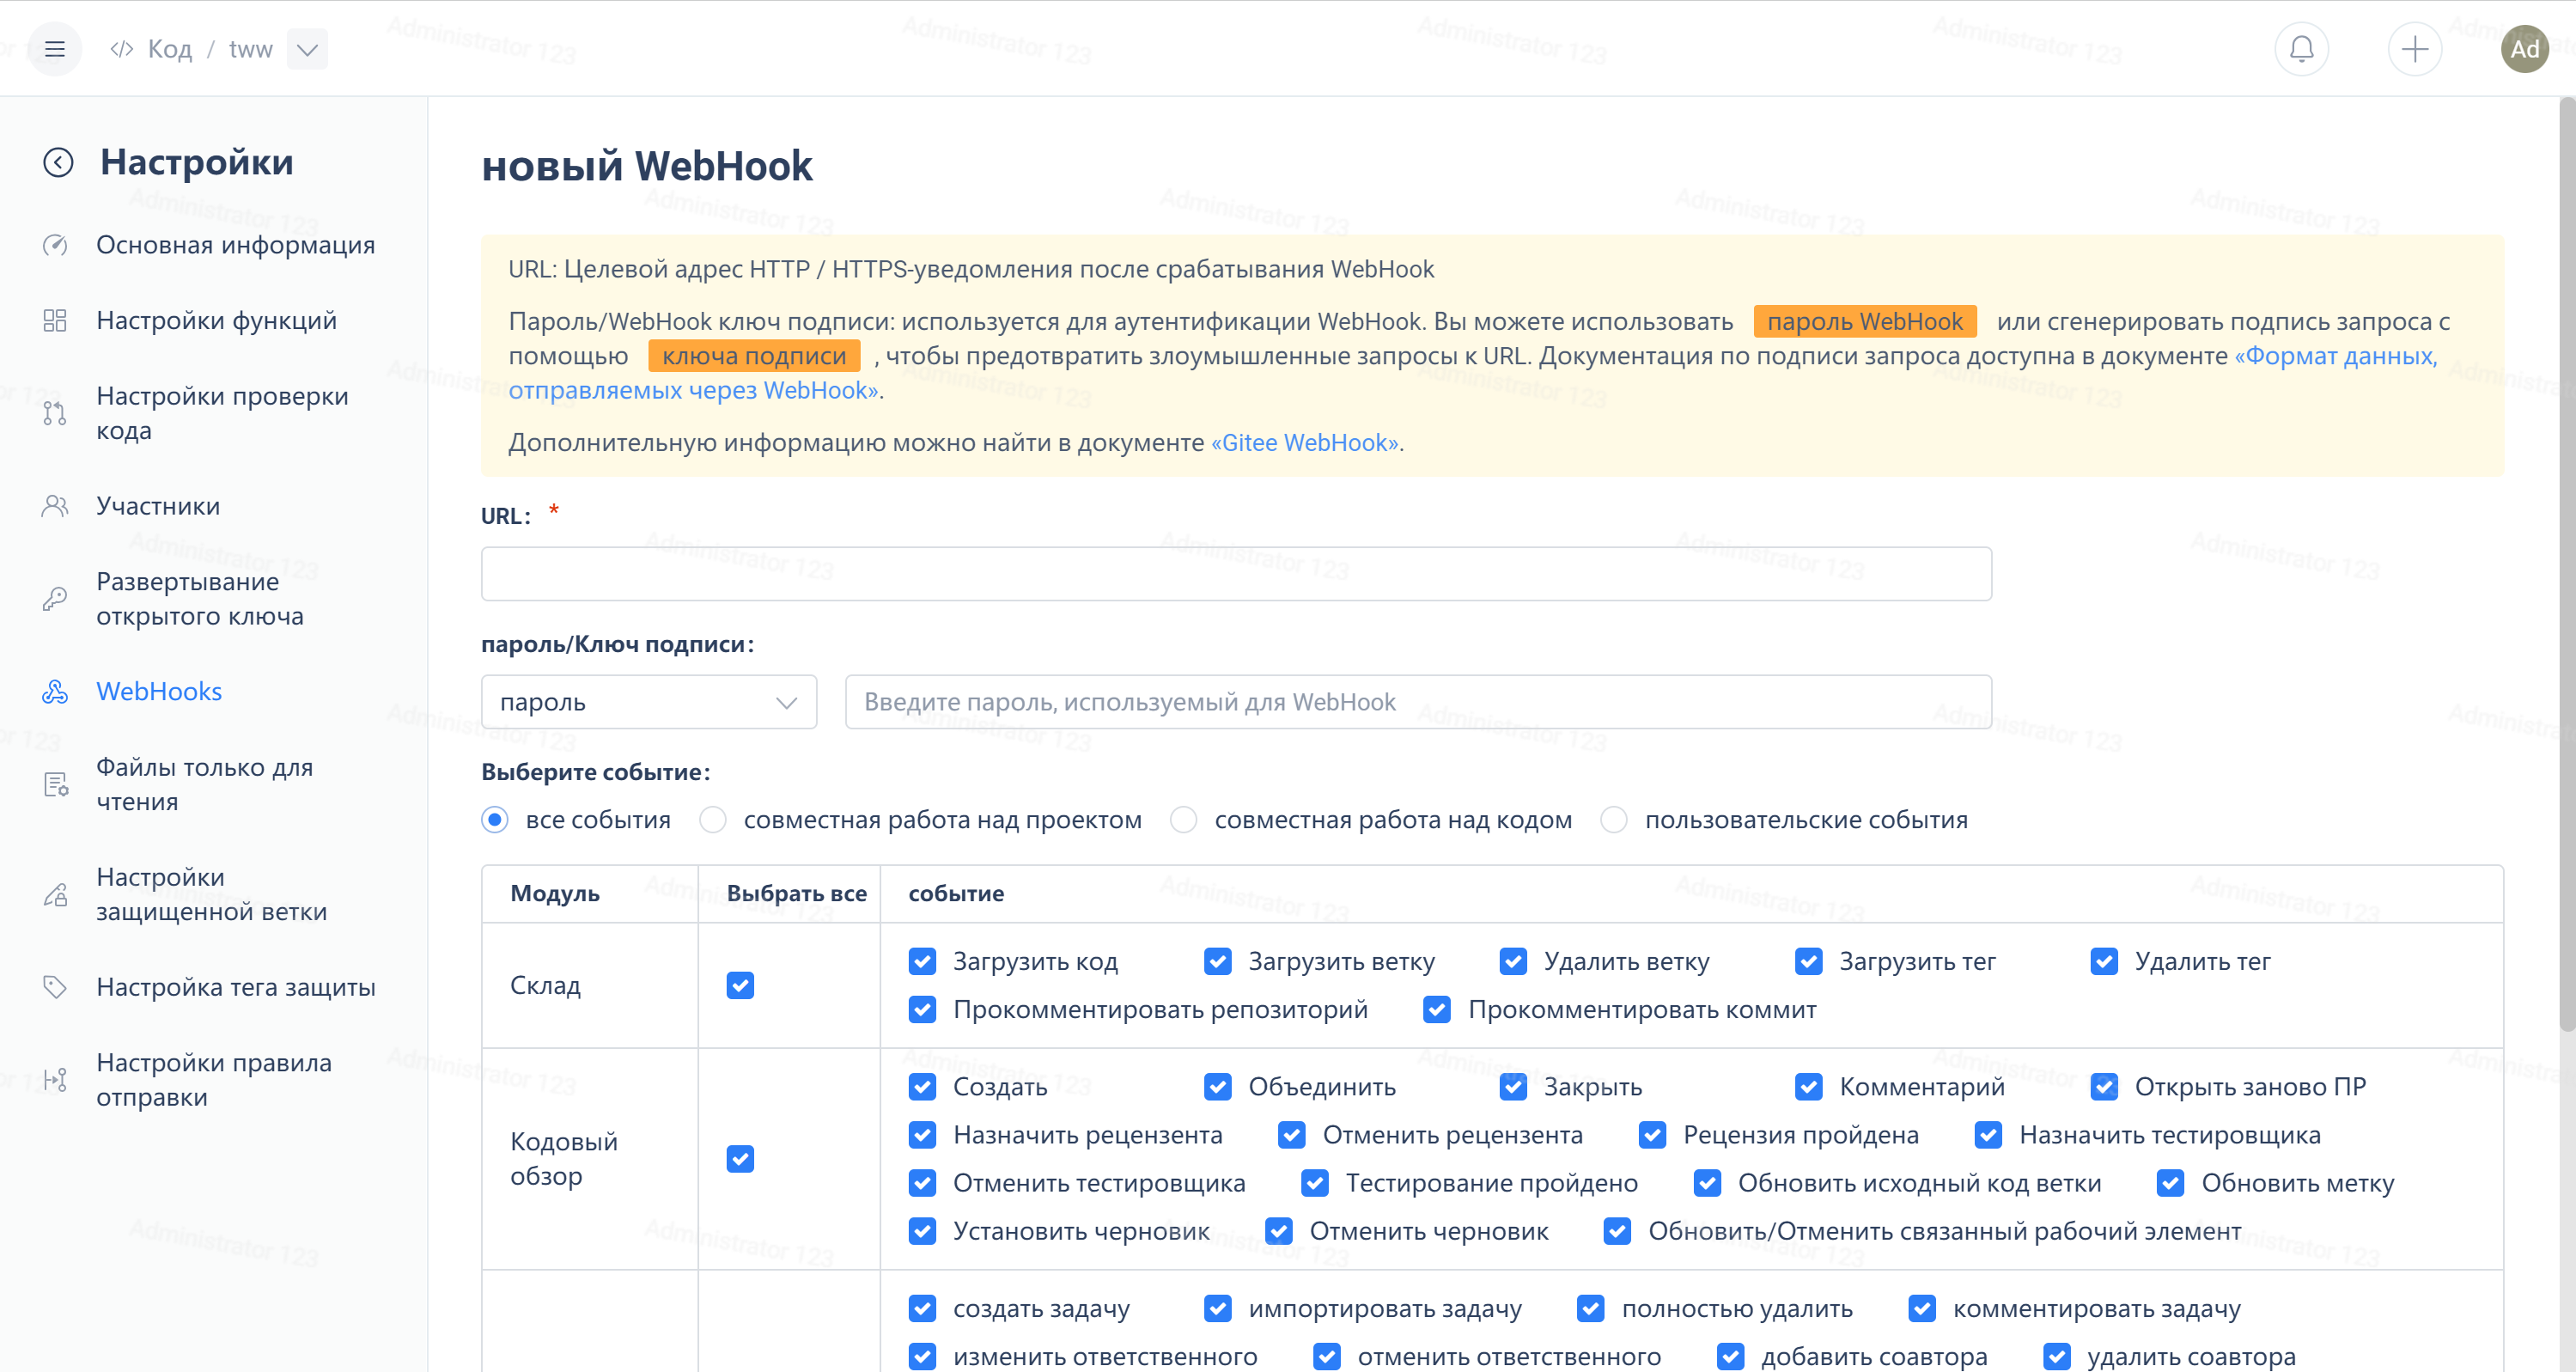 Код / tww
Ad
Настройки
Основная информация
Настройки функций
Настройки проверки
кода
Участники
Развертывание
открытого ключа
WebHooks
Файлы только для
чтения
Настройки
защищенной ветки
Настройка тега защиты
Настройки правила
отправки
новый WebHook
URL: Целевой адрес HTTP / HTTPS-уведомления после срабатывания WebHook
Пароль/WebHook ключ подписи: используется для аутентификации WebHook. Вы можете использовать пароль WebHook или сгенерировать подпись запроса с
помощью ключа подписи , чтобы предотвратить злоумышленные запросы к URL. Документация по подписи запроса доступна в документе «Формат данных,
отправляемых через WebHook».
Дополнительную информацию можно найти в документе «Gitee WebHook».
URL: *
пароль/Ключ подписи:
пароль
Введите пароль, используемый для WebHook
Выберите событие:
все события совместная работа над проектом совместная работа над кодом пользовательские события
Модуль Выбрать все событие
Склад
Загрузить код Загрузить ветку Удалить ветку Загрузить тег Удалить тег
Прокомментировать репозиторий Прокомментировать коммит
Кодовый
обзор
Создать Объединить Закрыть Комментарий Открыть заново ПР
Назначить рецензента Отменить рецензента Рецензия пройдена Назначить тестировщика
Отменить тестировщика Тестирование пройдено Обновить исходный код ветки Обновить метку
Установить черновик Отменить черновик Обновить/Отменить связанный рабочий элемент
создать задачу импортировать задачу полностью удалить комментировать задачу
изменить ответственного отменить ответственного добавить соавтора удалить соавтора
Administrator 123